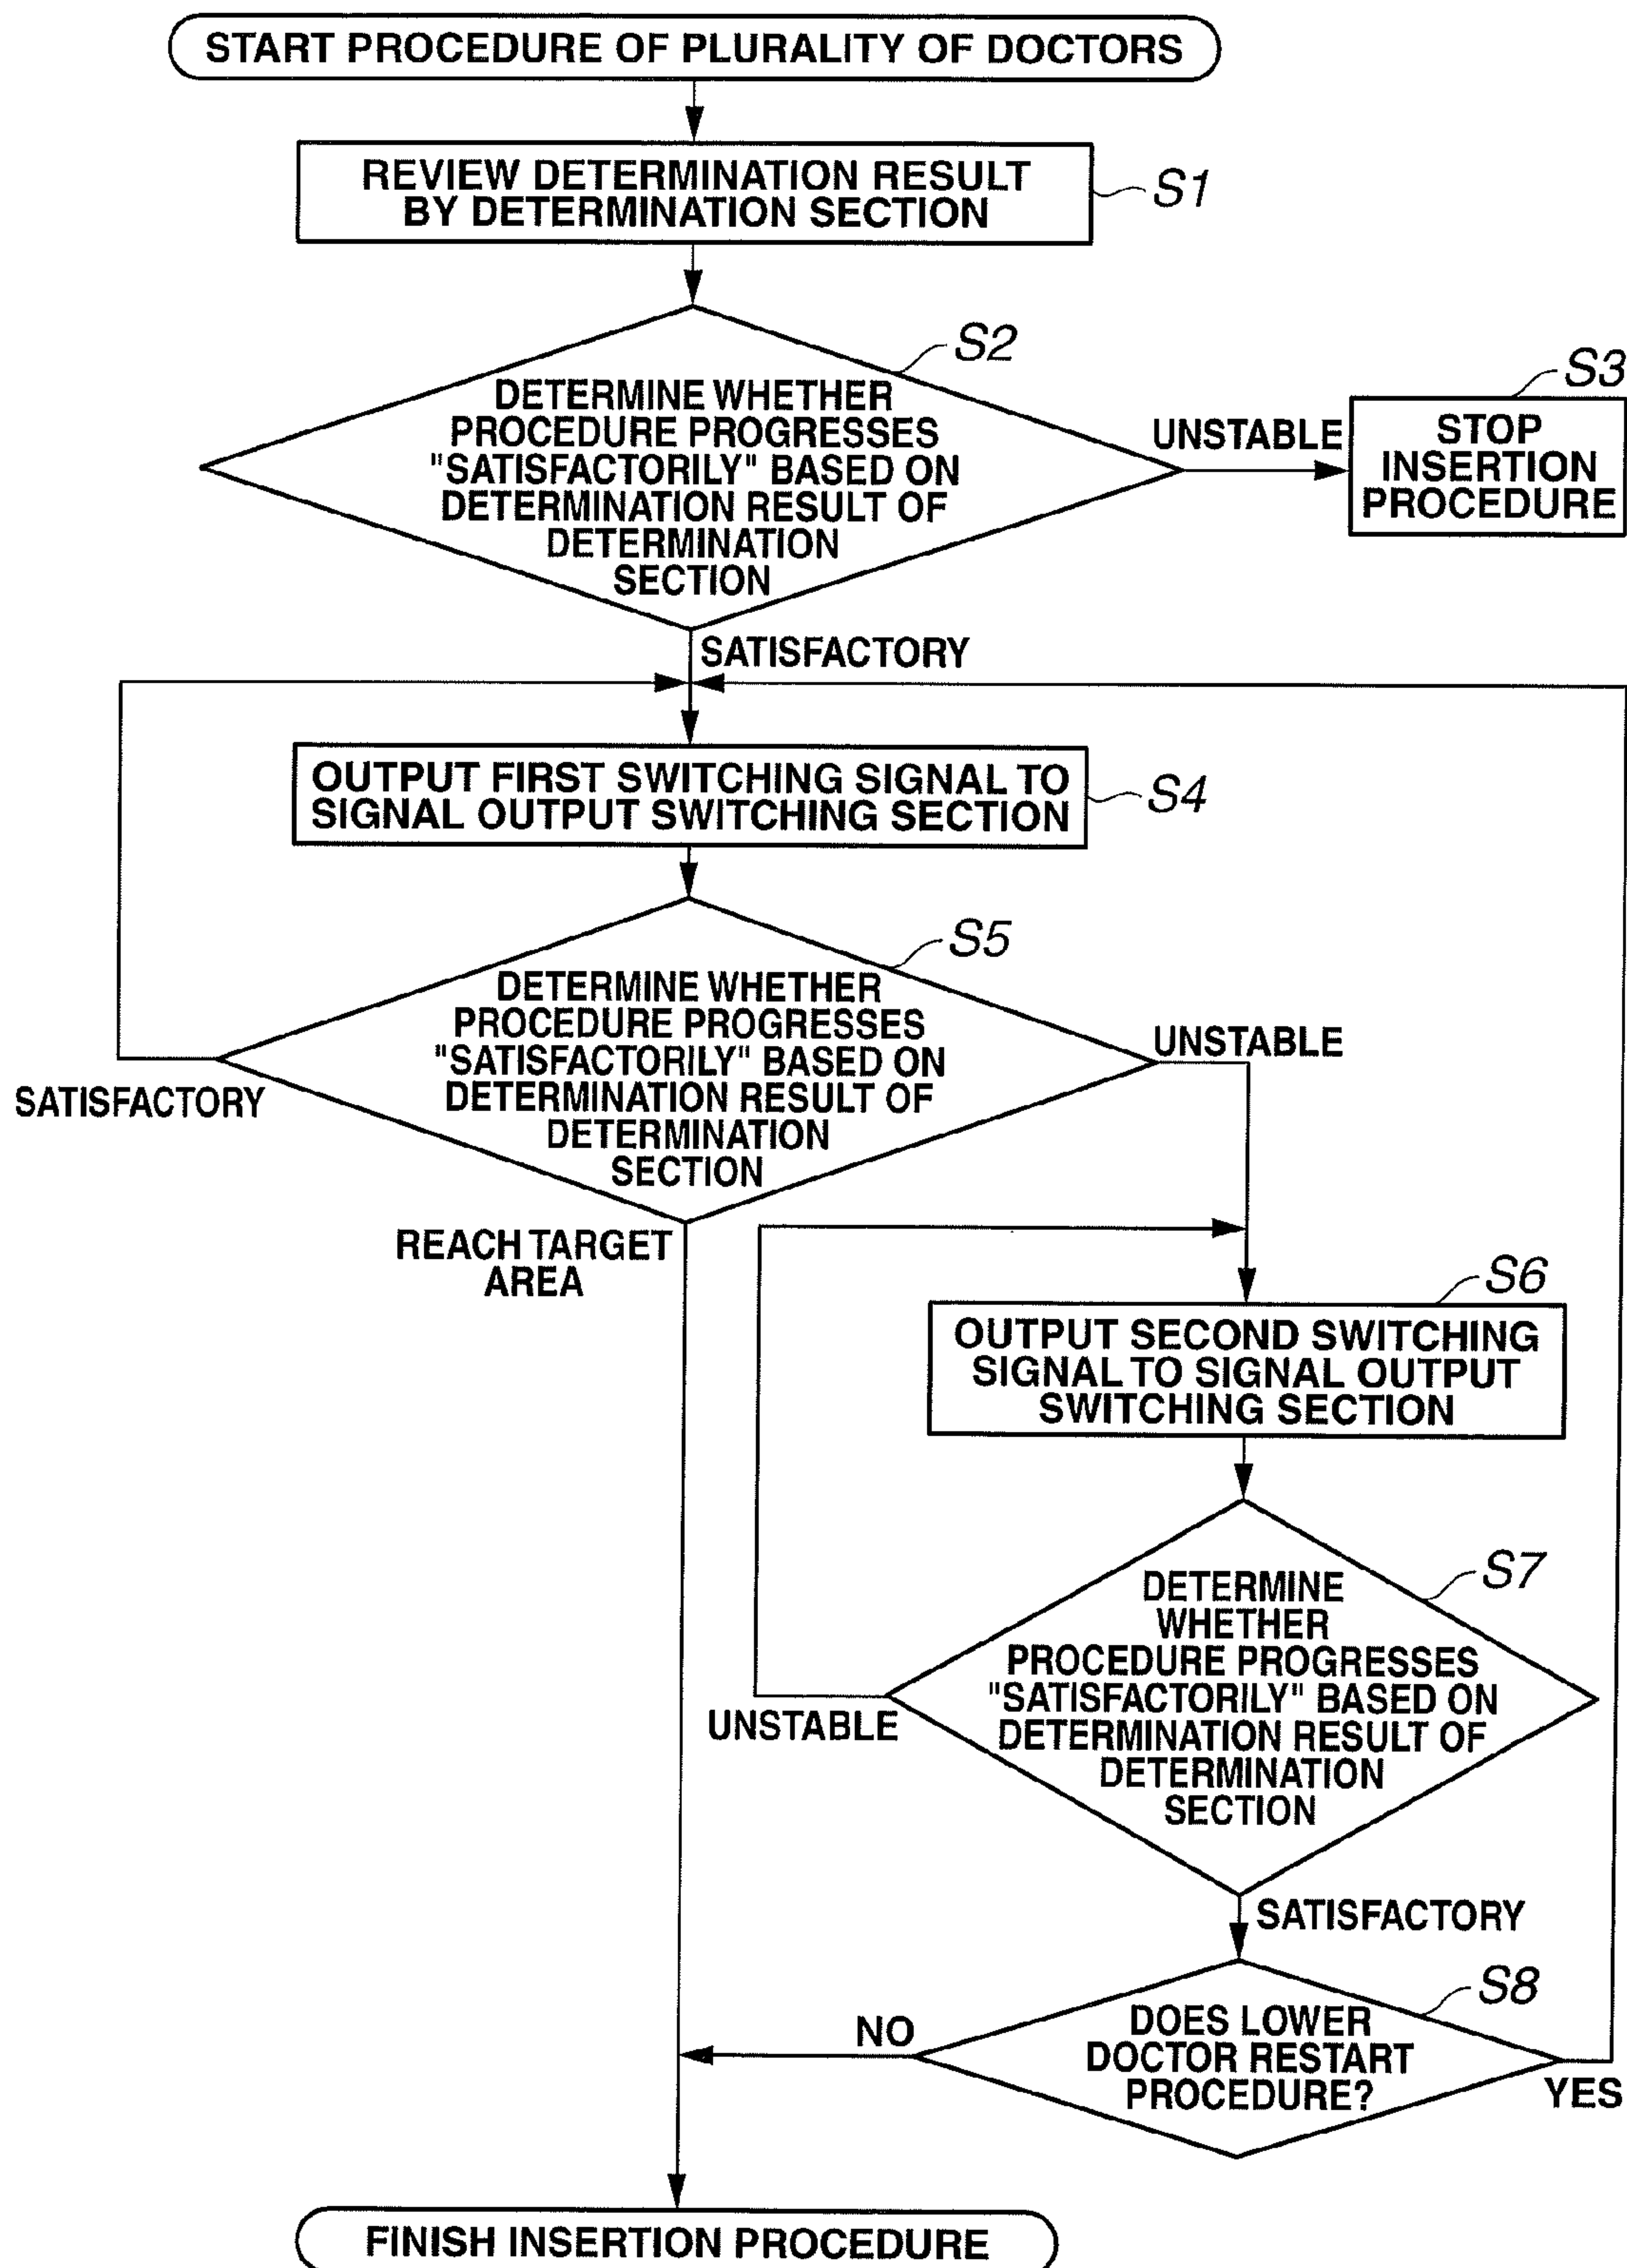 START PROCEDURE OF PLURALITY OF DOCTORS
REVIEW DETERMINATION RESULT
BY DETERMINATION SECTION
S1
S2
DETERMINE WHETHER
PROCEDURE PROGRESSES
"SATISFACTORILY" BASED ON
DETERMINATION RESULT OF
DETERMINATION
SECTION
UNSTABLE
S3
STOP
INSERTION
PROCEDURE
SATISFACTORY
OUTPUT FIRST SWITCHING SIGNAL TO
SIGNAL OUTPUT SWITCHING SECTION
S4
S5
DETERMINE WHETHER
PROCEDURE PROGRESSES
"SATISFACTORILY" BASED ON
DETERMINATION RESULT OF
DETERMINATION
SECTION
UNSTABLE
SATISFACTORY
REACH TARGET
AREA
S6
OUTPUT SECOND SWITCHING
SIGNAL TO SIGNAL OUTPUT
SWITCHING SECTION
S7
DETERMINE
WHETHER
PROCEDURE PROGRESSES
"SATISFACTORILY" BASED ON
DETERMINATION RESULT OF
DETERMINATION
SECTION
UNSTABLE
SATISFACTORY
S8
DOES LOWER
DOCTOR RESTART
PROCEDURE?
NO
YES
FINISH INSERTION PROCEDURE